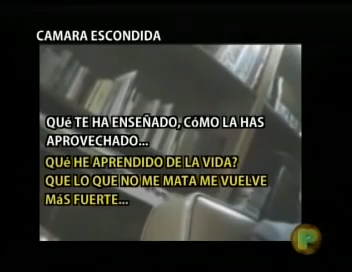 CAMARA ESCONDIDA
QUé TE HA ENSEÑADO, CóMO LA HAS
APROVECHADO...
QUé HE APRENDIDO DE LA VIDA?
QUE LO QUE NO ME MATA ME VUELVE
MáS FUERTE...